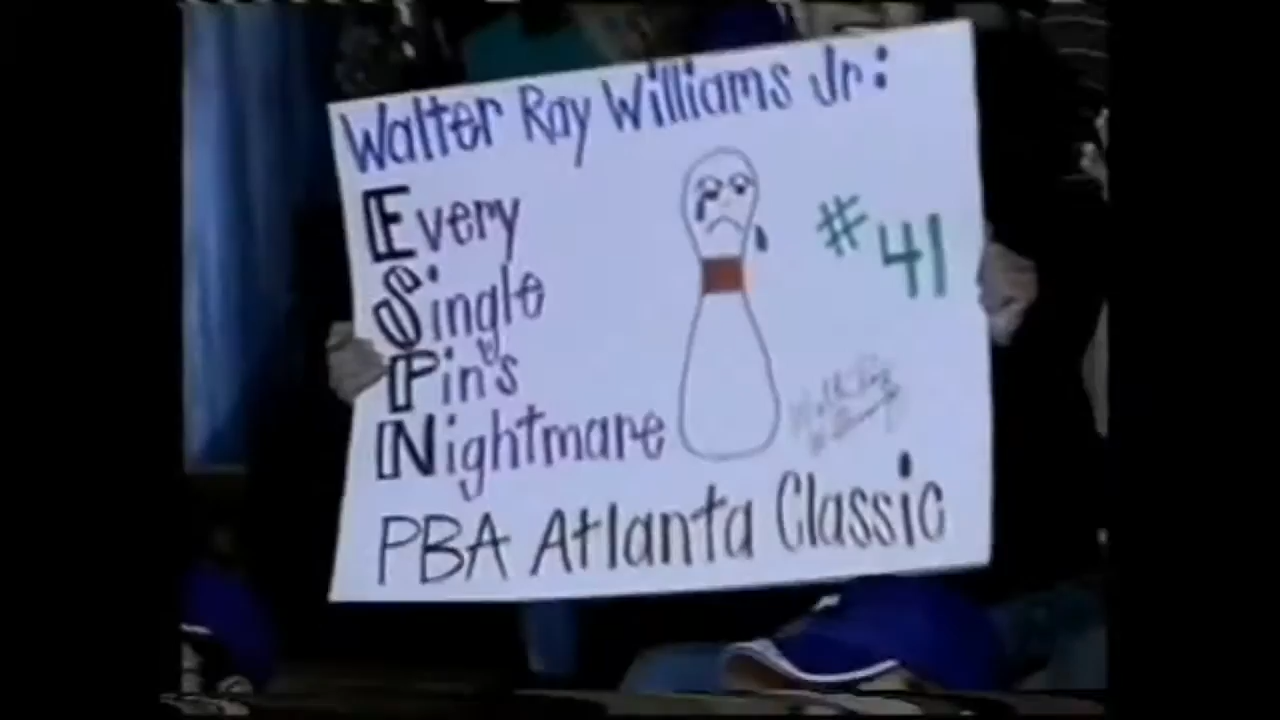 Walter Ray Williams Jr:
Every
Single
Pin's
Nightmare
#41
PBA Atlanta Classic